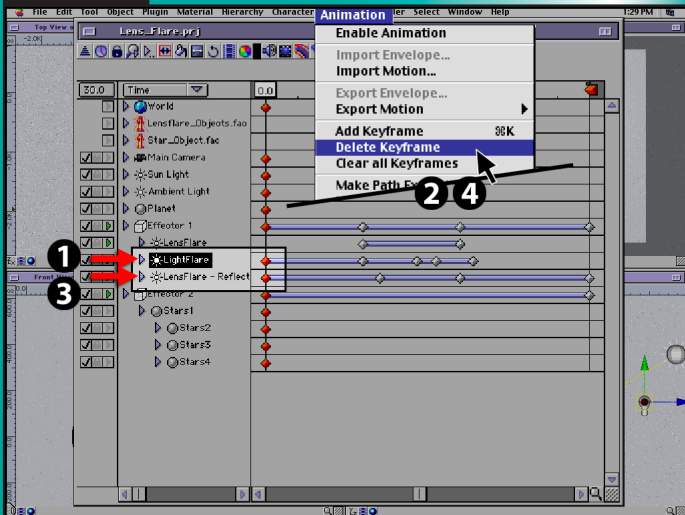 File Edit Tool Object Plugin Material Hierarchy Character Animation Select Window Help 1:29 PM
Top View
Lens_Flare.prj
Enable Animation
Import Envelope...
Import Motion...
Export Envelope...
Export Motion
Add Keyframe ⌘K
Delete Keyframe
Clear all Keyframes
Make Path
2 4
30.0 Time 0.0
World
Lensflare_Objects.fac
Star_Object.fac
Main Camera
Sun Light
Ambient Light
Planet
Effector 1
LensFlare
1 LightFlare
3 LensFlare - Reflect
Effector 2
Stars1
Stars2
Stars3
Stars4
Front